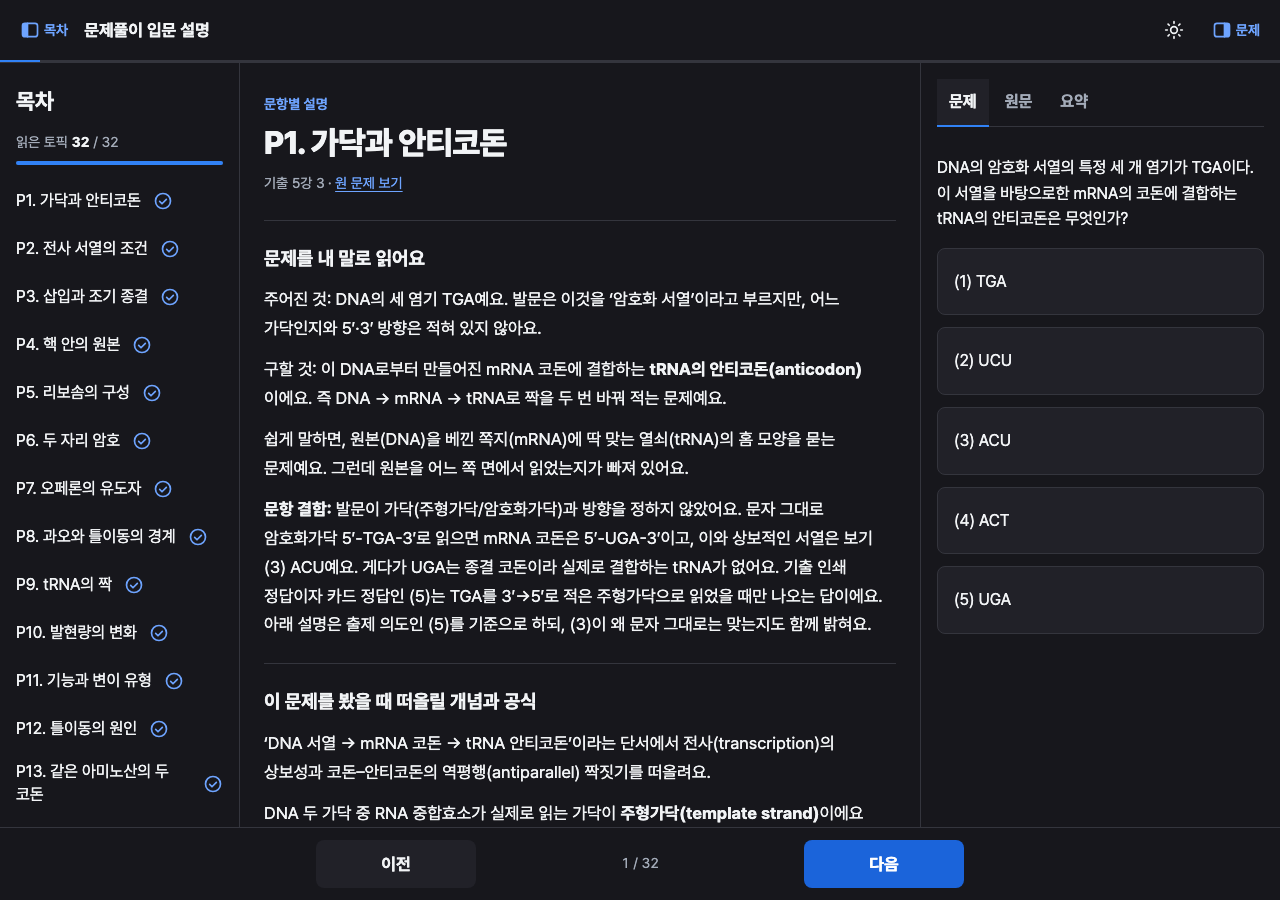 목차
문제풀이 입문 설명
문제
목차
읽은 토픽 32 / 32
P1. 가닥과 안티코돈
P2. 전사 서열의 조건
P3. 삽입과 조기 종결
P4. 핵 안의 원본
P5. 리보솜의 구성
P6. 두 자리 암호
P7. 오페론의 유도자
P8. 과오와 틀이동의 경계
P9. tRNA의 짝
P10. 발현량의 변화
P11. 기능과 변이 유형
P12. 틀이동의 원인
P13. 같은 아미노산의 두
코돈
문항별 설명
P1. 가닥과 안티코돈
기출 5강 3 · 원 문제 보기
문제를 내 말로 읽어요
주어진 것: DNA의 세 염기 TGA예요. 발문은 이것을 ‘암호화 서열’이라고 부르지만, 어느
가닥인지와 5′·3′ 방향은 적혀 있지 않아요.
구할 것: 이 DNA로부터 만들어진 mRNA 코돈에 결합하는 tRNA의 안티코돈(anticodon)
이에요. 즉 DNA → mRNA → tRNA로 짝을 두 번 바꿔 적는 문제예요.
쉽게 말하면, 원본(DNA)을 베낀 쪽지(mRNA)에 딱 맞는 열쇠(tRNA)의 홈 모양을 묻는
문제예요. 그런데 원본을 어느 쪽 면에서 읽었는지가 빠져 있어요.
문항 결함: 발문이 가닥(주형가닥/암호화가닥)과 방향을 정하지 않았어요. 문자 그대로
암호화가닥 5′-TGA-3′로 읽으면 mRNA 코돈은 5′-UGA-3′이고, 이와 상보적인 서열은 보기
(3) ACU예요. 게다가 UGA는 종결 코돈이라 실제로 결합하는 tRNA가 없어요. 기출 인쇄
정답이자 카드 정답인 (5)는 TGA를 3′→5′로 적은 주형가닥으로 읽었을 때만 나오는 답이에요.
아래 설명은 출제 의도인 (5)를 기준으로 하되, (3)이 왜 문자 그대로는 맞는지도 함께 밝혀요.
이 문제를 봤을 때 떠올릴 개념과 공식
‘DNA 서열 → mRNA 코돈 → tRNA 안티코돈’이라는 단서에서 전사(transcription)의
상보성과 코돈–안티코돈의 역평행(antiparallel) 짝짓기를 떠올려요.
DNA 두 가닥 중 RNA 중합효소가 실제로 읽는 가닥이 주형가닥(template strand)이에요
문제 원문 요약
DNA의 암호화 서열의 특정 세 개 염기가 TGA이다.
이 서열을 바탕으로한 mRNA의 코돈에 결합하는
tRNA의 안티코돈은 무엇인가?
(1) TGA
(2) UCU
(3) ACU
(4) ACT
(5) UGA
이전
1 / 32
다음